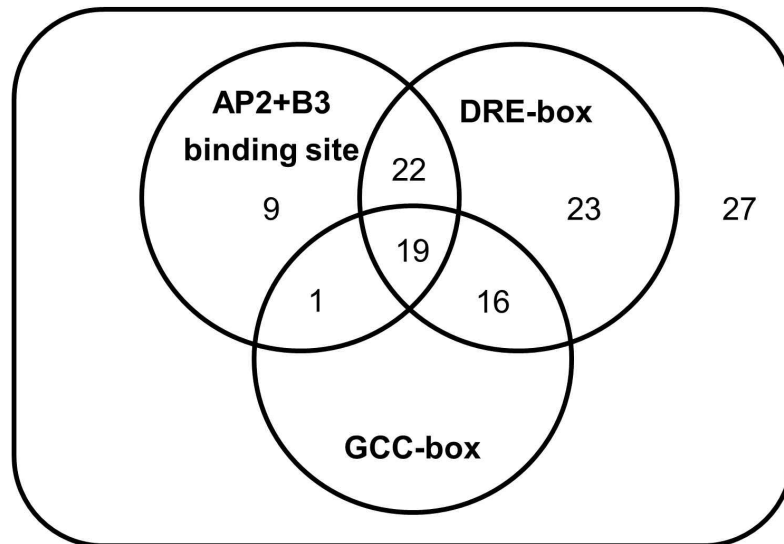 AP2+B3
binding site
DRE-box
22
9
23
27
19
1
16
GCC-box